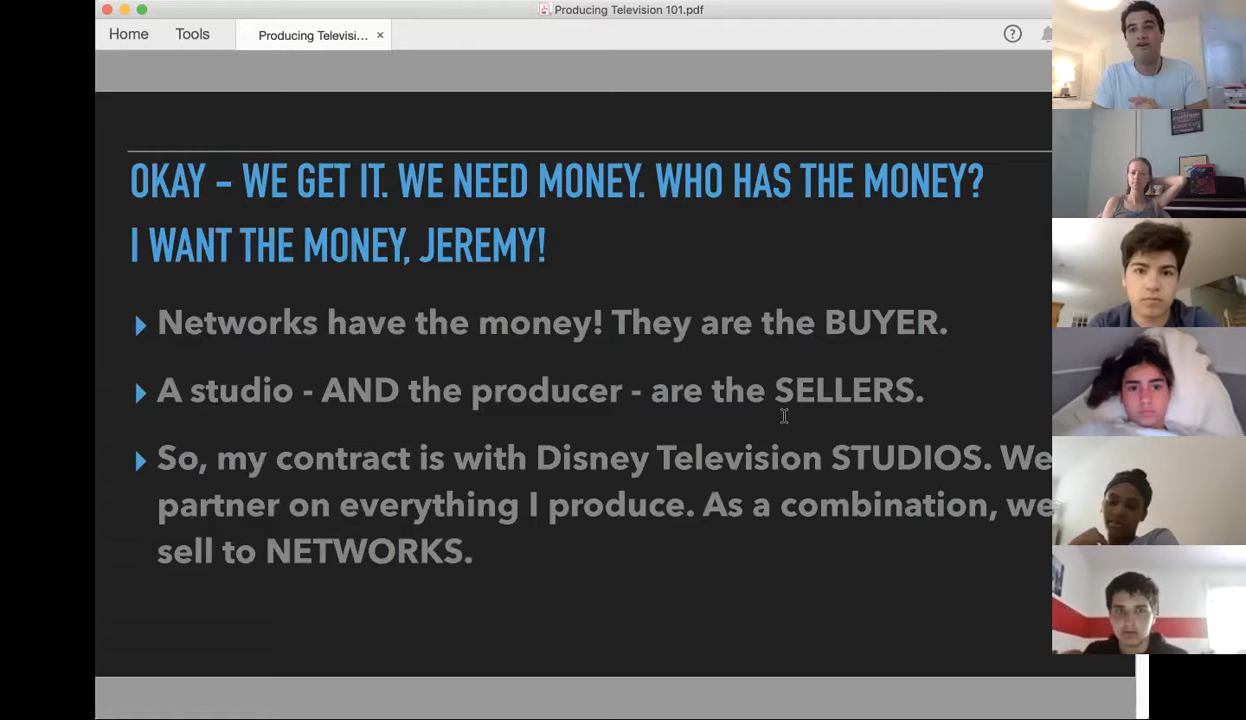 Producing Television 101.pdf
Home Tools Producing Televisi... ×
OKAY – WE GET IT. WE NEED MONEY. WHO HAS THE MONEY?
I WANT THE MONEY, JEREMY!
Networks have the money! They are the BUYER.
A studio - AND the producer - are the SELLERS.
So, my contract is with Disney Television STUDIOS. We
partner on everything I produce. As a combination, we
sell to NETWORKS.